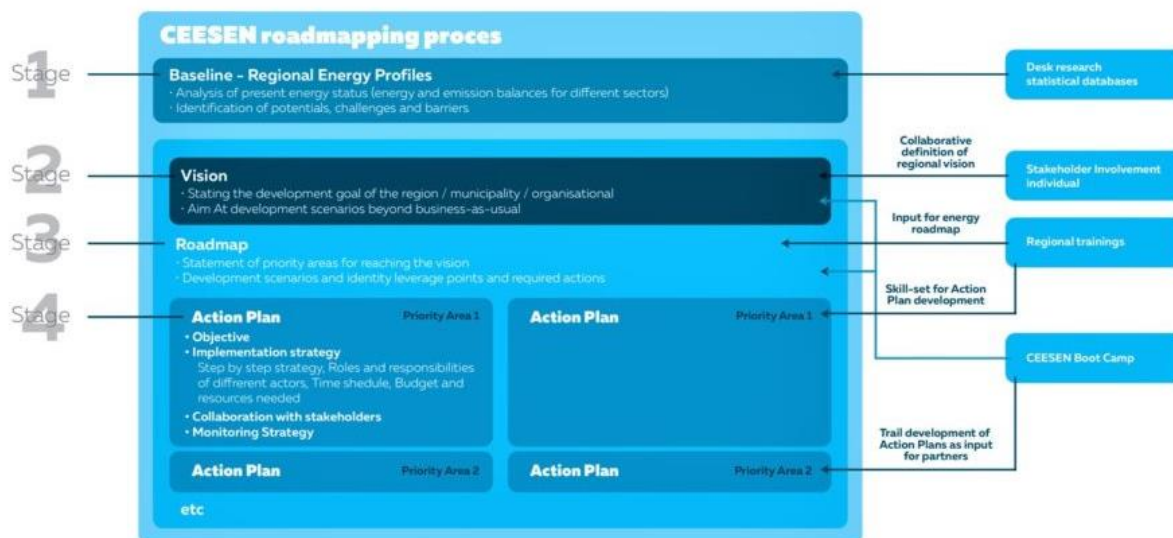 CEESEN roadmapping proces
Stage 1
Baseline - Regional Energy Profiles
· Analysis of present energy status (energy and emission balances for different sectors)
· Identification of potentials, challenges and barriers
Desk research
statistical databases
Stage 2
Vision
· Stating the development goal of the region / municipality / organisational
· Aim At development scenarios beyond business-as-usual
Collaborative
definition of
regional vision
Stakeholder Involvement
individual
Stage 3
Roadmap
· Statement of priority areas for reaching the vision
· Development scenarios and identity leverage points and required actions
Input for energy
roadmap
Regional trainings
Stage 4
Action Plan
Priority Area 1
· Objective
· Implementation strategy
Step by step strategy, Roles and responsibilities
of diffrerent actors, Time shedule, Budget and
resources needed
· Collaboration with stakeholders
· Monitoring Strategy
Action Plan
Priority Area 1
Skill-set for Action
Plan development
CEESEN Boot Camp
Action Plan
Priority Area 2
Action Plan
Priority Area 2
Trail development of
Action Plans as input
for partners
etc